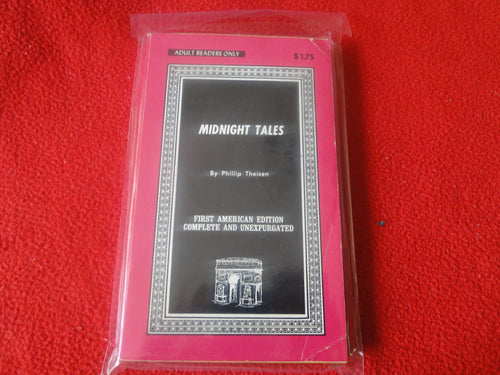 ADULT READERS ONLY
$1.75
MIDNIGHT TALES
By Phillip Theisen
FIRST AMERICAN EDITION
COMPLETE AND UNEXPURGATED